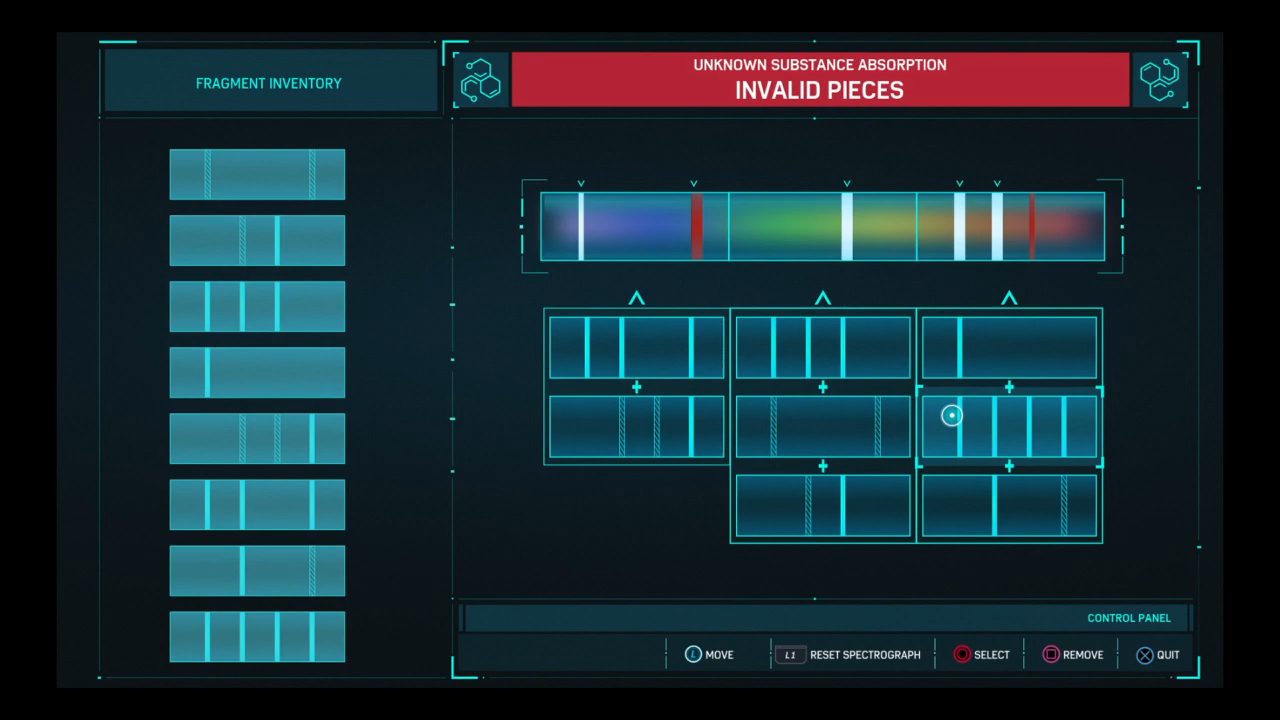 FRAGMENT INVENTORY
UNKNOWN SUBSTANCE ABSORPTION
INVALID PIECES
CONTROL PANEL
L MOVE
L1 RESET SPECTROGRAPH
SELECT
REMOVE
QUIT